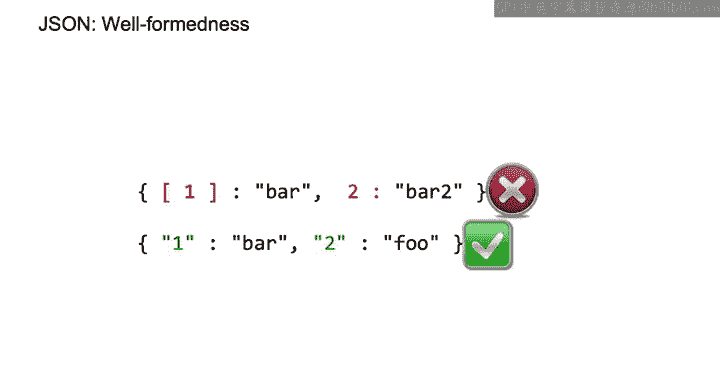 JSON: Well-formedness
{ [ 1 ] : "bar", 2 : "bar2" }
{ "1" : "bar", "2" : "foo" }